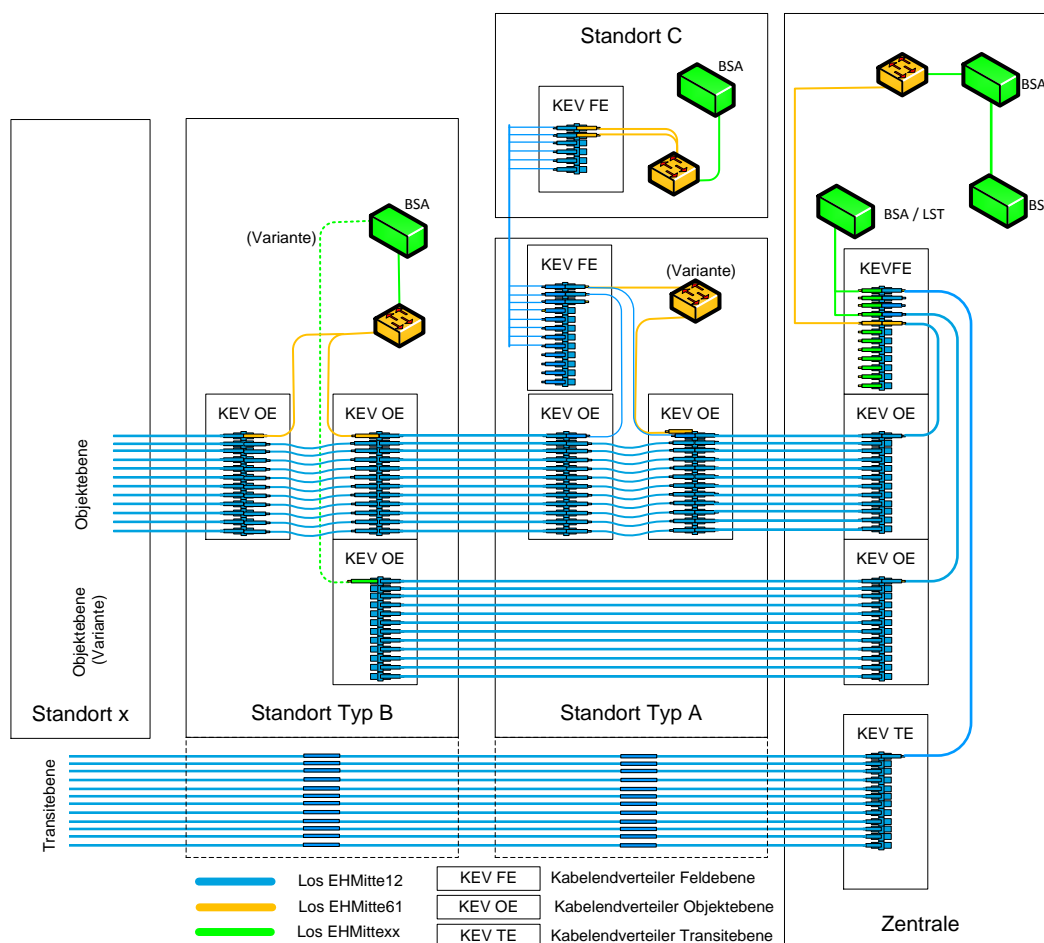 Standort C
BSA
KEV FE
BSA
BS
BSA / LST
BSA
(Variante)
KEV FE
(Variante)
KEVFE
KEV OE
KEV OE
KEV OE
KEV OE
KEV OE
Objektebene
KEV OE
KEV OE
Objektebene
(Variante)
Standort x
Standort Typ B
Standort Typ A
KEV TE
Transitebene
Los EHMitte12
KEV FE
Kabelendverteiler Feldebene
Los EHMitte61
KEV OE
Kabelendverteiler Objektebene
Los EHMittexx
KEV TE
Kabelendverteiler Transitebene
Zentrale